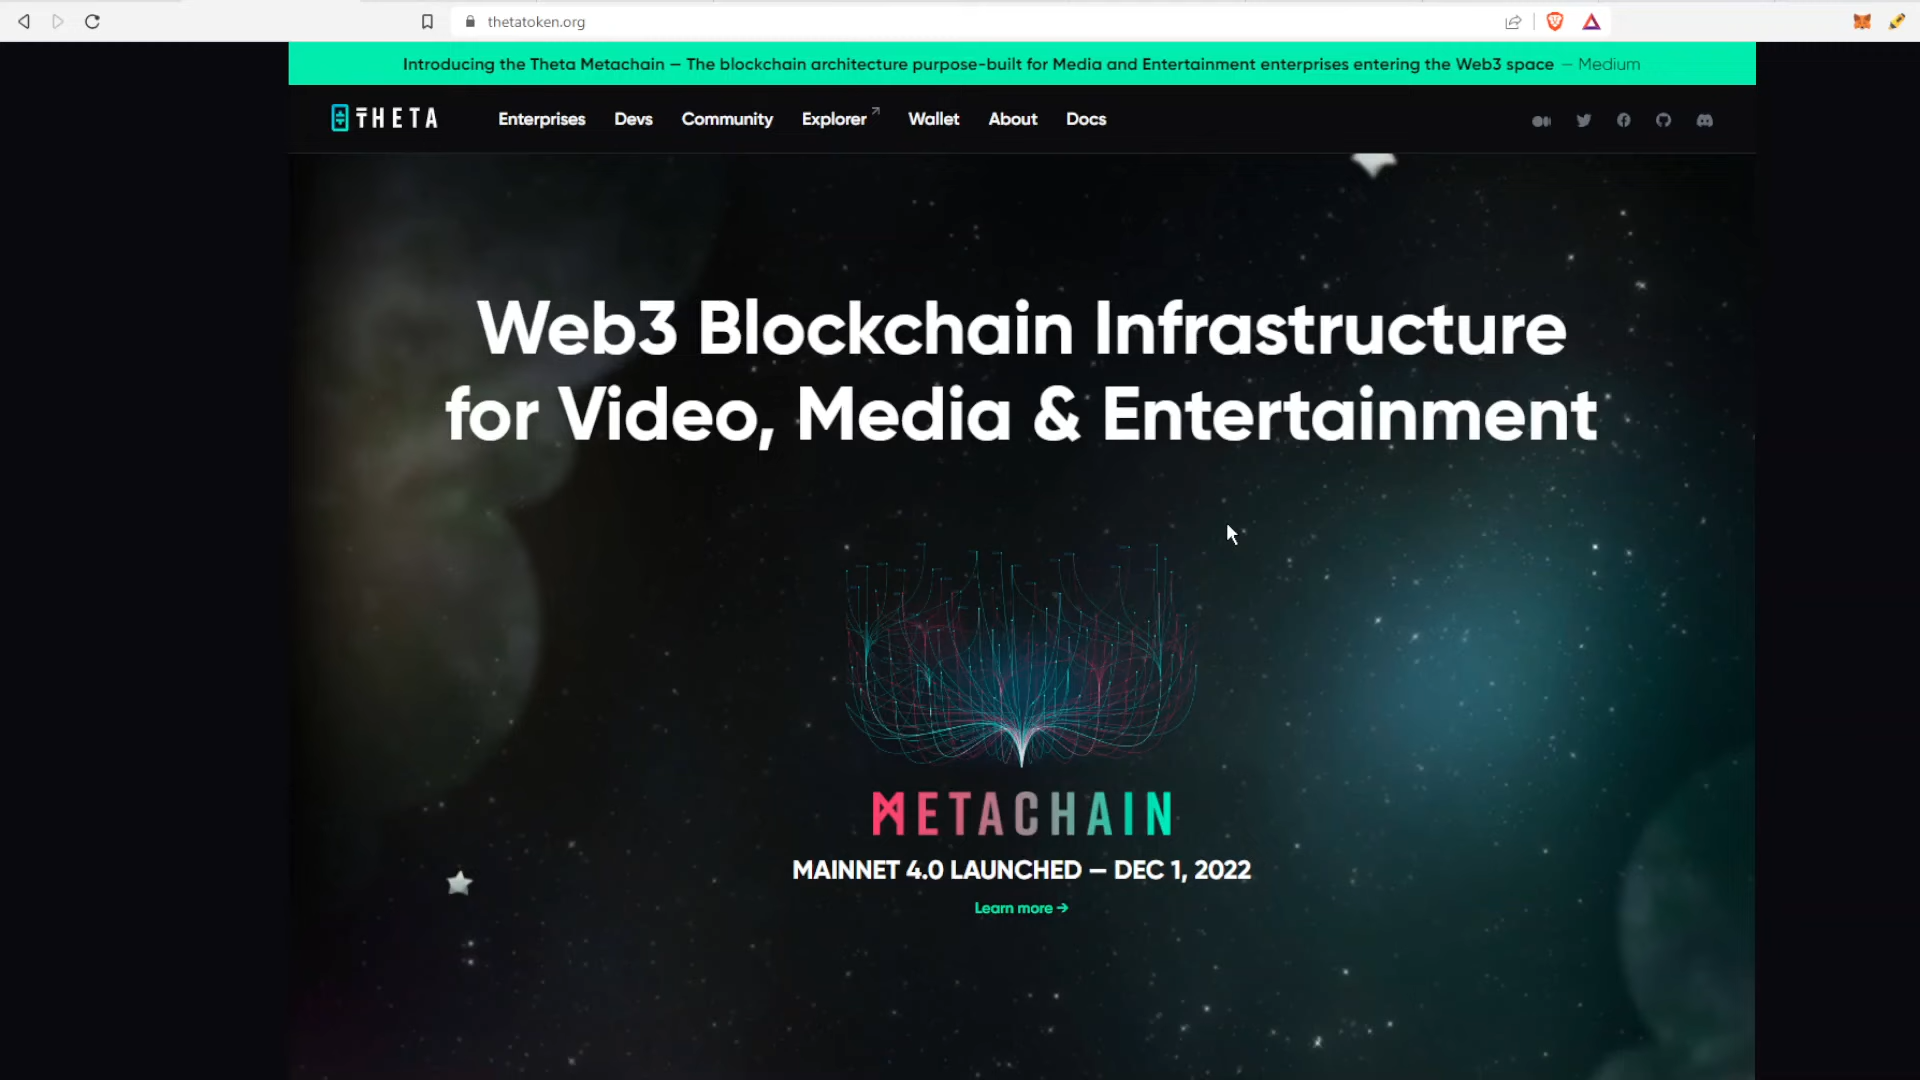 thetatoken.org
Introducing the Theta Metachain — The blockchain architecture purpose-built for Media and Entertainment enterprises entering the Web3 space — Medium
THETA
Enterprises Devs Community Explorer Wallet About Docs
Web3 Blockchain Infrastructure
for Video, Media & Entertainment
METACHAIN
MAINNET 4.0 LAUNCHED — DEC 1, 2022
Learn more →